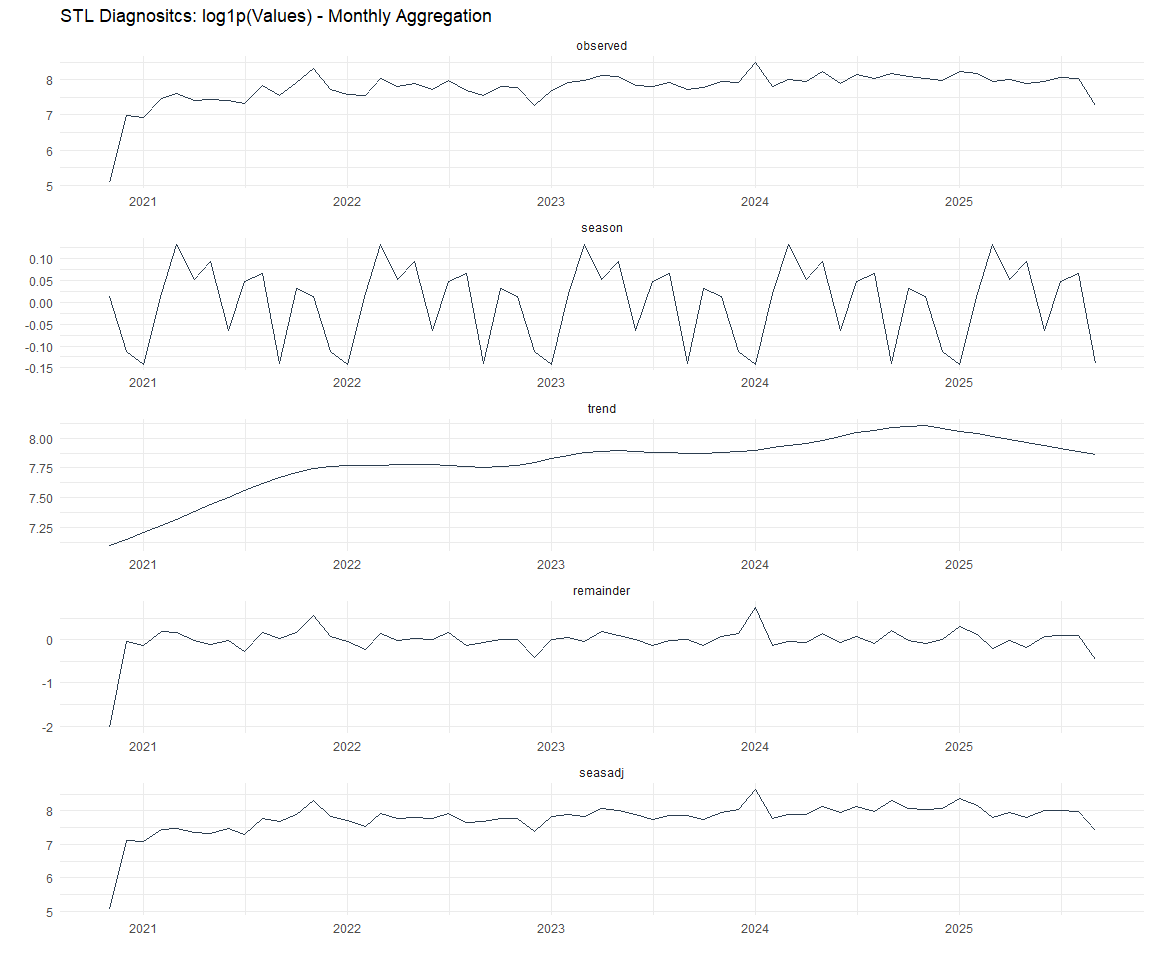 STL Diagnositcs: log1p(Values) - Monthly Aggregation
observed
8
7
6
5
2021 2022 2023 2024 2025
season
0.10
0.05
0.00
-0.05
-0.10
-0.15
2021 2022 2023 2024 2025
trend
8.00
7.75
7.50
7.25
2021 2022 2023 2024 2025
remainder
0
-1
-2
2021 2022 2023 2024 2025
seasadj
8
7
6
5
2021 2022 2023 2024 2025